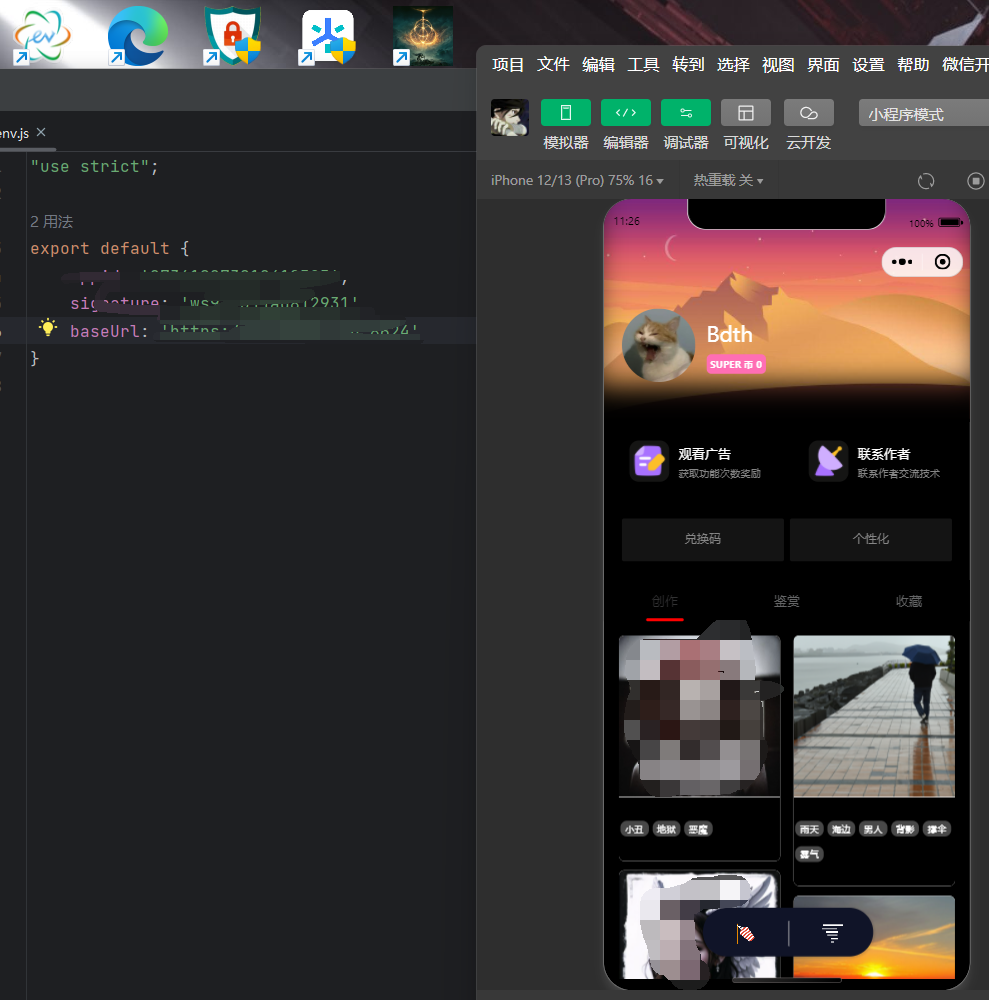 项目 文件 编辑 工具 转到 选择 视图 界面 设置 帮助 微信开
模拟器 编辑器 调试器 可视化 云开发
小程序模式
iPhone 12/13 (Pro) 75% 16 热重载 关
env.js
"use strict";
2 用法
export default {
signature:
baseUrl: 'https:
}
11:26 100%
Bdth
SUPER 币 0
观看广告 联系作者
获取功能次数奖励 联系作者交流技术
兑换码 个性化
创作 鉴赏 收藏
小丑 地狱 恶魔
雨天 海边 男人 背影 撑伞
雾气